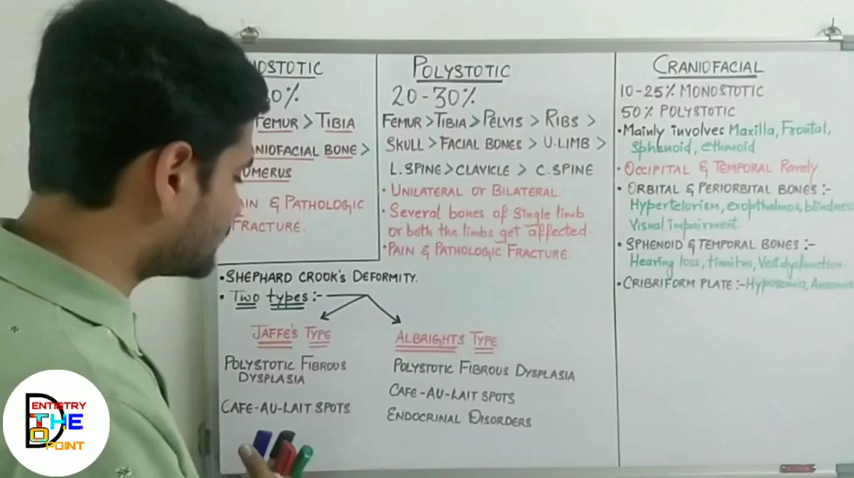 OSTOTIC
0%
FEMUR > TIBIA
ANIOFACIAL BONE >
UMERUS
AIN & PATHOLOGIC
FRACTURE.
POLYSTOTIC
20-30%
FEMUR > TIBIA > PELVIS > RIBS >
SKULL > FACIAL BONES > U.LIMB >
L.SPINE > CLAVICLE > C.SPINE
• UNILATERAL OR BILATERAL
• Several bones of single limb
or both the limbs get affected.
• PAIN & PATHOLOGIC FRACTURE
• SHEPHARD CROOK'S DEFORMITY.
• Two types:-
JAFFE'S TYPE
POLYSTOTIC FIBROUS
DYSPLASIA
CAFE-AU-LAIT SPOTS
ALBRIGHTS TYPE
POLYSTOTIC FIBROUS DYSPLASIA
CAFE-AU-LAIT SPOTS
ENDOCRINAL DISORDERS
CRANIOFACIAL
10-25% MONOSTOTIC
50% POLYSTOTIC
• Mainly involves Maxilla, Frontal,
Sphenoid, ethmoid.
• OCCIPITAL & TEMPORAL Rarely
• ORBITAL & PERIORBITAL BONES:-
Hypertelorism, exopthalmos, blindness
Visual impairment
• SPHENOID & TEMPORAL BONES:-
Hearing loss, tinnitus, Vest dysfunction
• CRIBRIFORM PLATE:- Hyposomia,
DENTISTRY
THE
TO
POINT